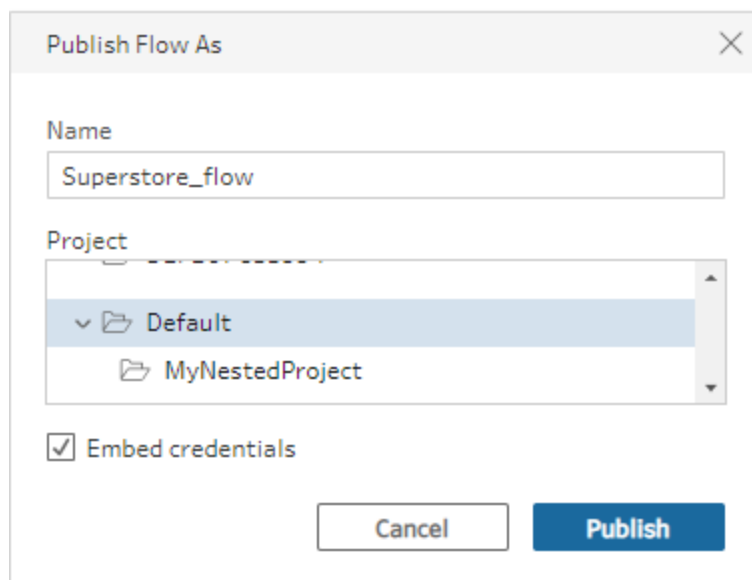 Publish Flow As
Name
Superstore_flow
Project
Default
MyNestedProject
Embed credentials
Cancel
Publish